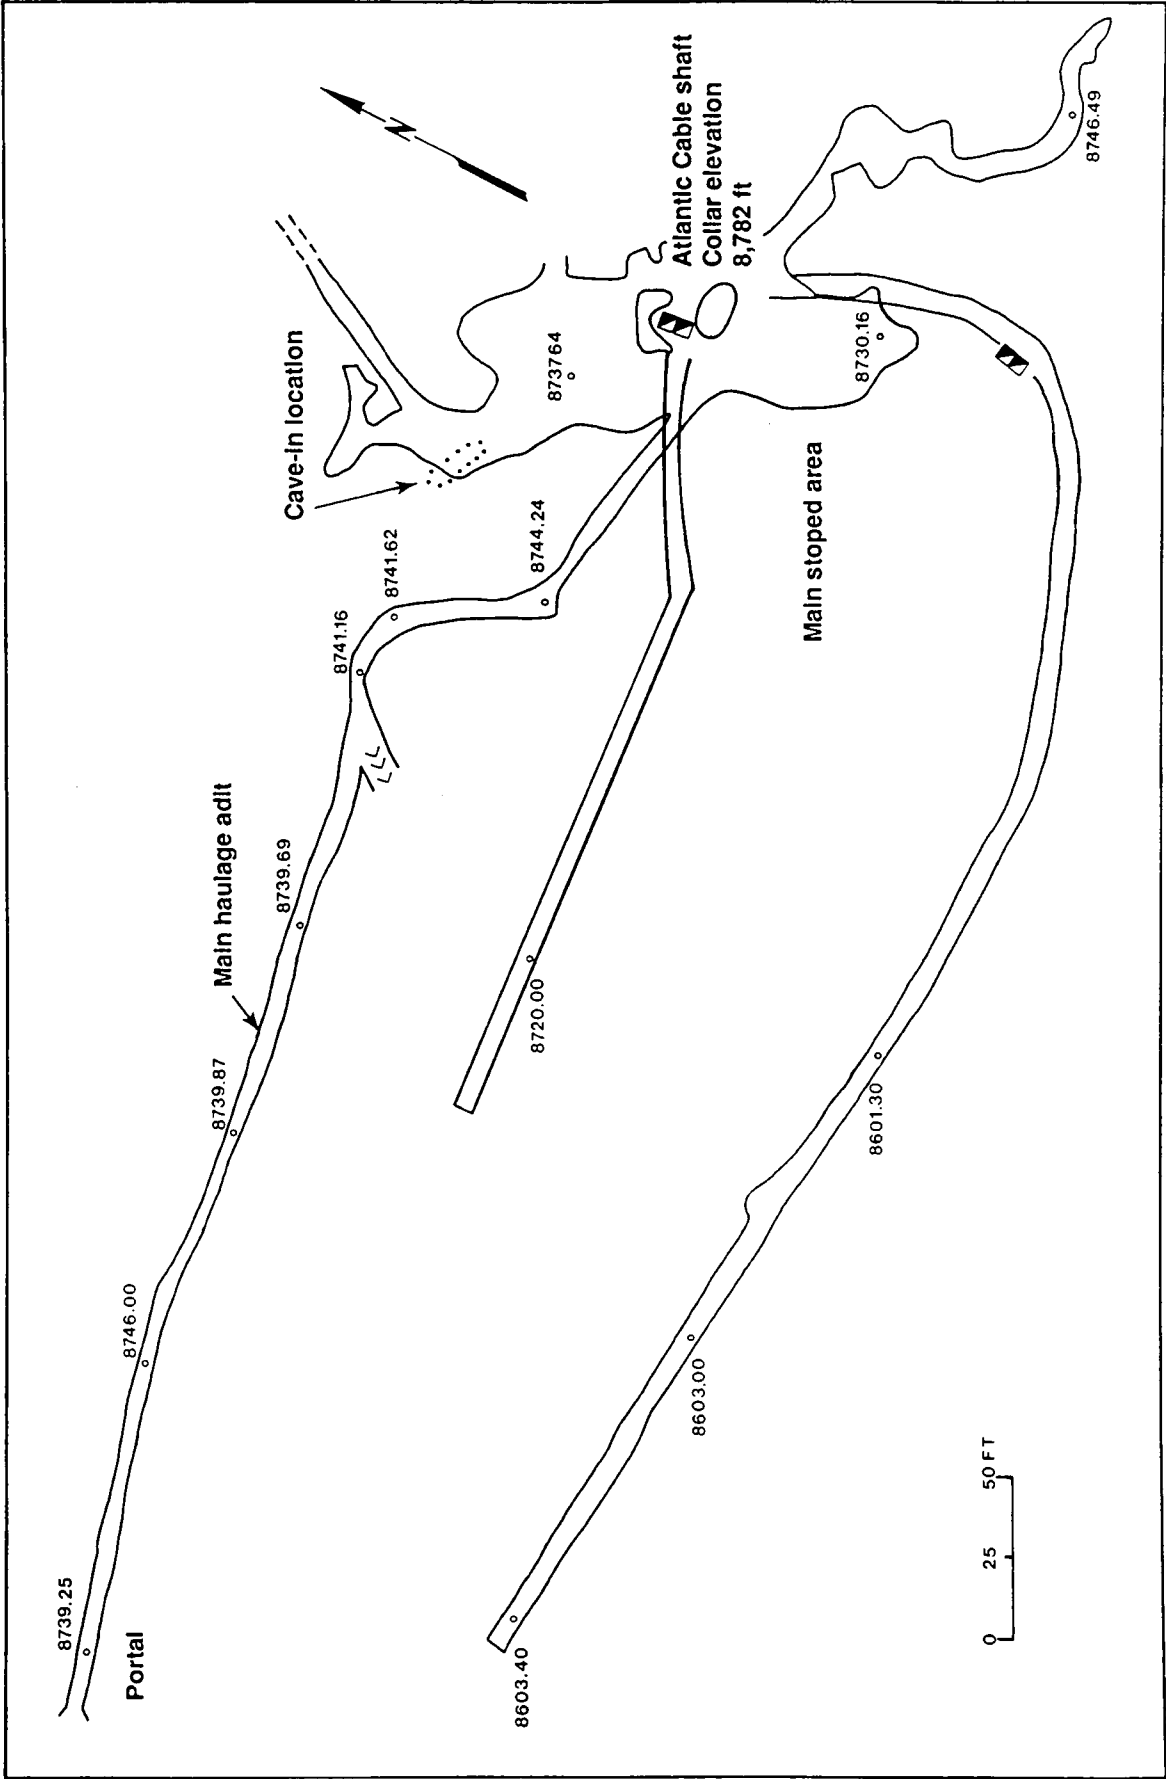 8739.25
Portal
8746.00
8739.87
Main haulage adit
8739.69
8741.16
8741.62
8744.24
Cave-in location
873764
N
Atlantic Cable shaft
Collar elevation
8,782 ft
8746.49
8730.16
Main stoped area
8720.00
8601.30
8603.00
8603.40
0 25 50 FT